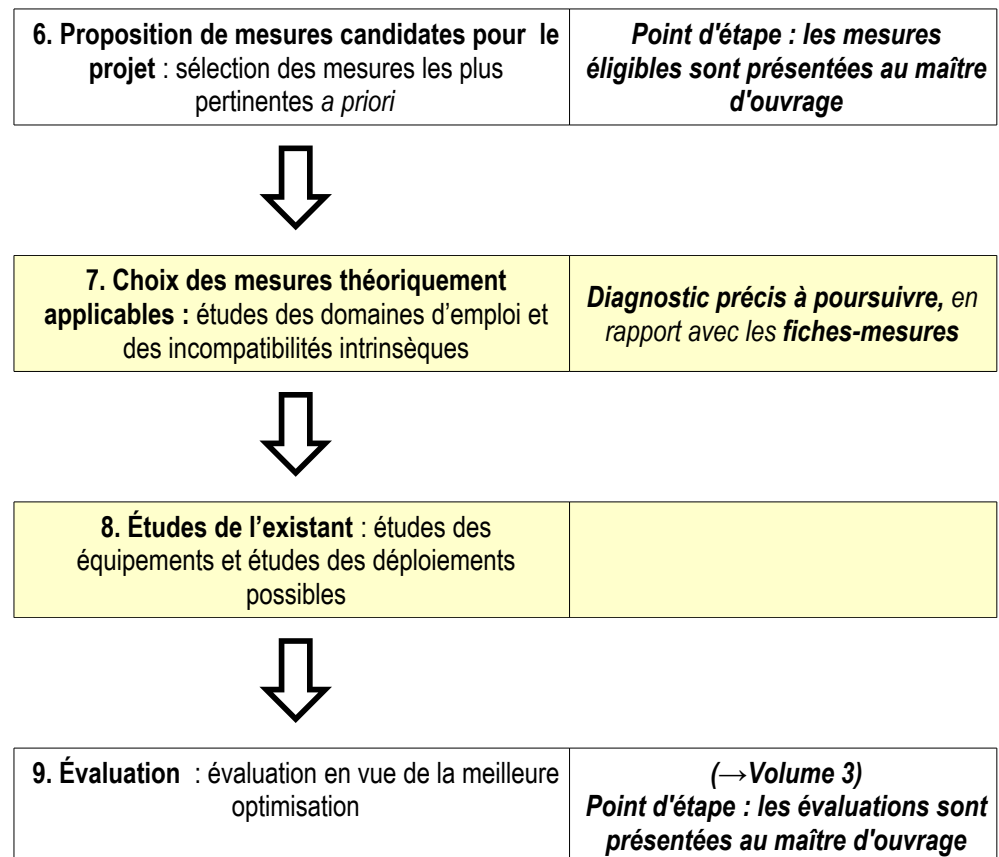 6. Proposition de mesures candidates pour le
projet : sélection des mesures les plus
pertinentes a priori
Point d'étape : les mesures
éligibles sont présentées au maître
d'ouvrage
7. Choix des mesures théoriquement
applicables : études des domaines d’emploi et
des incompatibilités intrinsèques
Diagnostic précis à poursuivre, en
rapport avec les fiches-mesures
8. Études de l’existant : études des
équipements et études des déploiements
possibles
9. Évaluation : évaluation en vue de la meilleure
optimisation
(→Volume 3)
Point d'étape : les évaluations sont
présentées au maître d'ouvrage